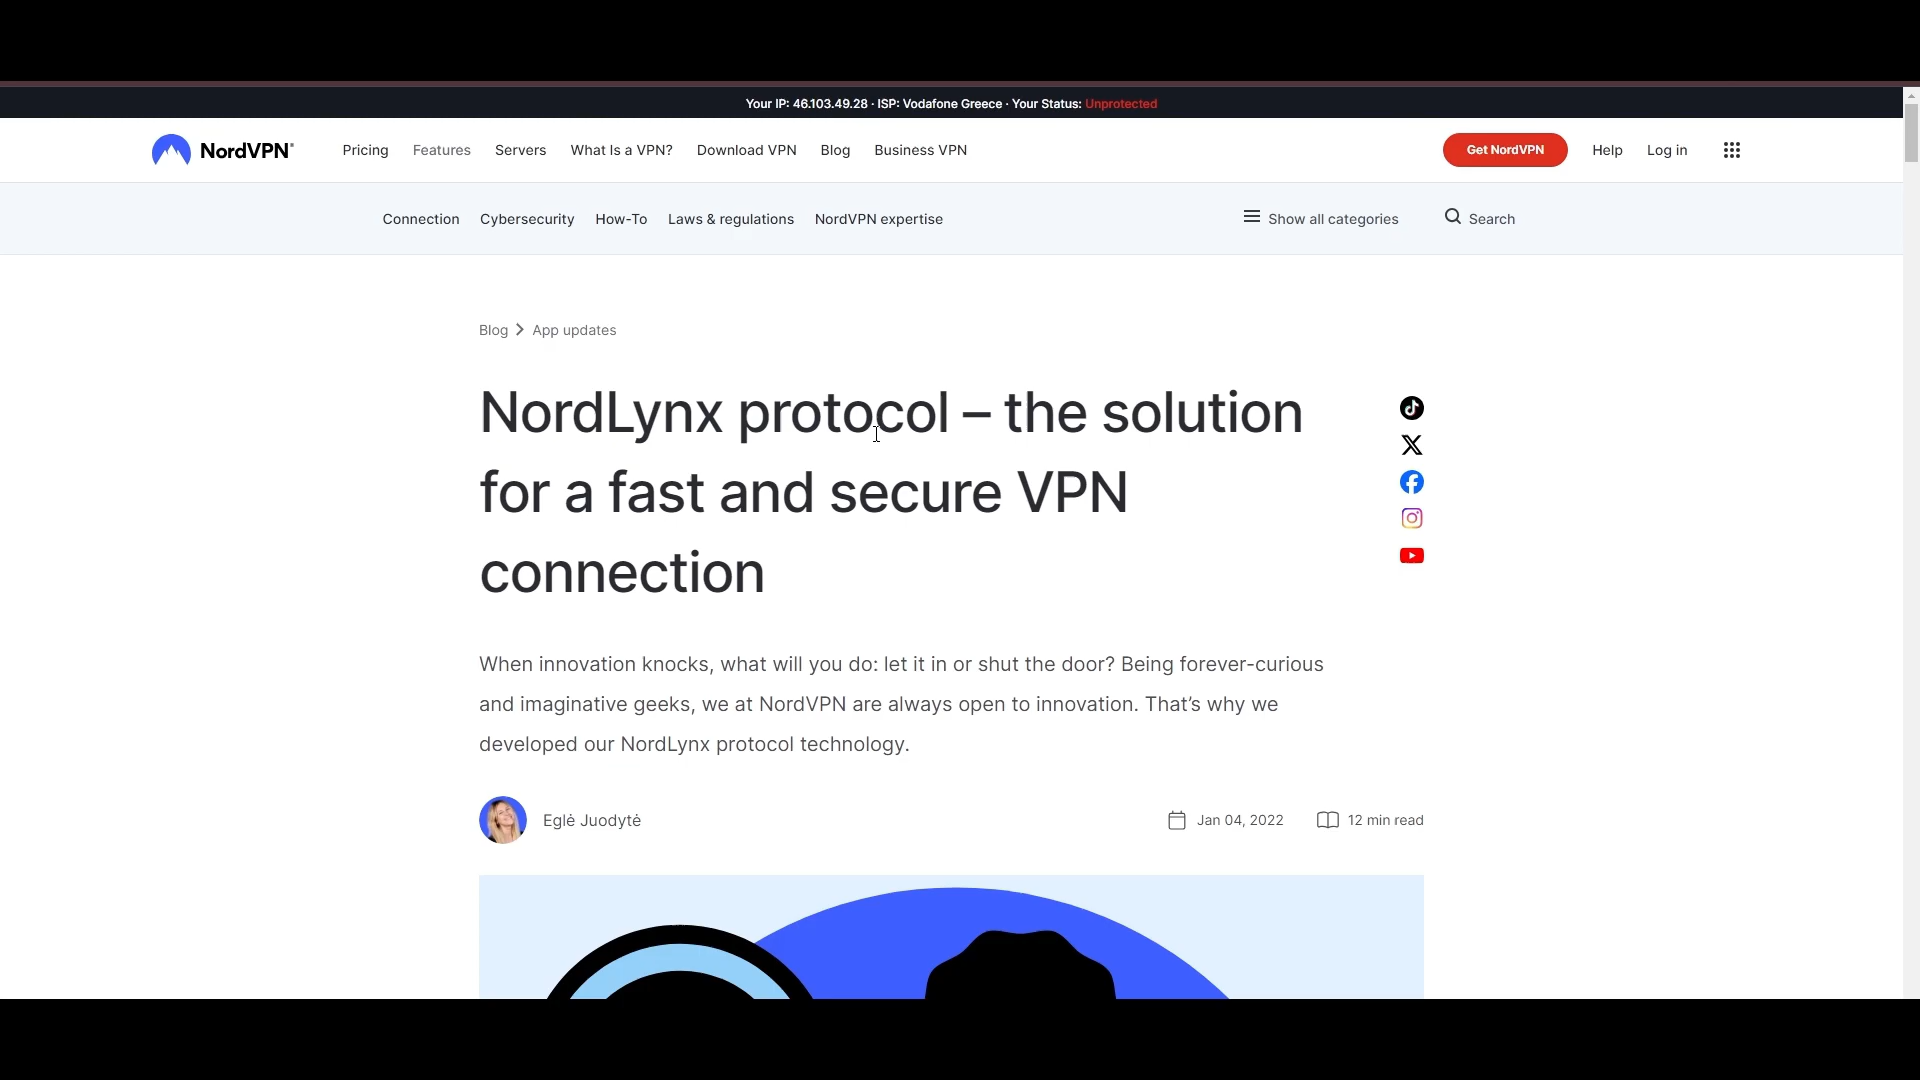 Your IP: 46.103.49.28 · ISP: Vodafone Greece · Your Status: Unprotected
NordVPN®
Pricing
Features
Servers
What Is a VPN?
Download VPN
Blog
Business VPN
Get NordVPN
Help
Log in
Connection
Cybersecurity
How-To
Laws & regulations
NordVPN expertise
Show all categories
Search
Blog
App updates
NordLynx protocol – the solution
for a fast and secure VPN
connection
When innovation knocks, what will you do: let it in or shut the door? Being forever-curious
and imaginative geeks, we at NordVPN are always open to innovation. That’s why we
developed our NordLynx protocol technology.
Eglė Juodytė
Jan 04, 2022
12 min read